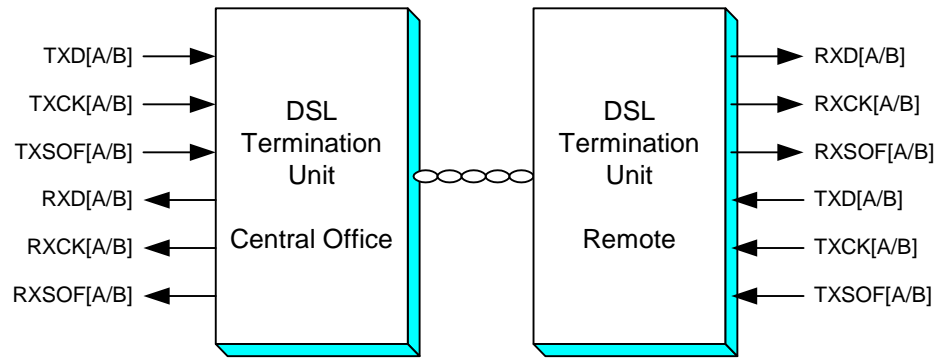 TXD[A/B]
TXCK[A/B]
TXSOF[A/B]
RXD[A/B]
RXCK[A/B]
RXSOF[A/B]
DSL
Termination
Unit
Central Office
DSL
Termination
Unit
Remote
RXD[A/B]
RXCK[A/B]
RXSOF[A/B]
TXD[A/B]
TXCK[A/B]
TXSOF[A/B]